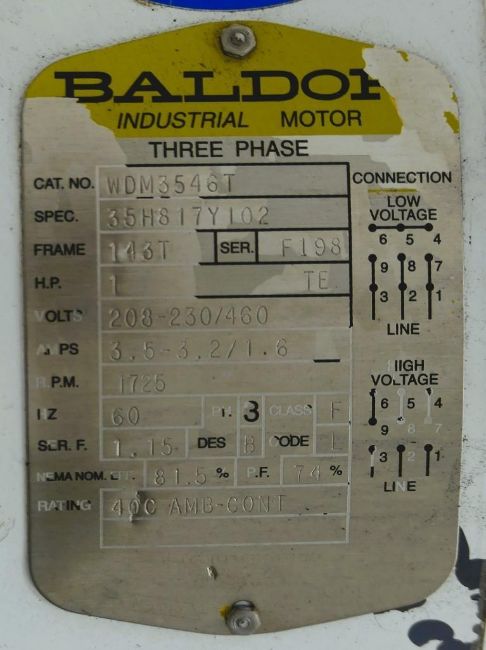 BALDOR
INDUSTRIAL MOTOR
THREE PHASE
CAT. NO. WDM3546T
SPEC. 35H817Y102
FRAME 143T SER. F198
H.P. 1 TE
VOLTS 208-230/460
AMPS 3.5-3.2/1.6
R.P.M. 1725
HZ 60 PH 3 CLASS F
SER. F. 1.15 DES B CODE L
NEMA NOM. EFF. 81.5 % P.F. 74 %
RATING 40C AMB-CONT
CONNECTION
LOW
VOLTAGE
6 5 4
9 8 7
3 2 1
LINE
HIGH
VOLTAGE
6 5 4
9 8 7
3 2 1
LINE